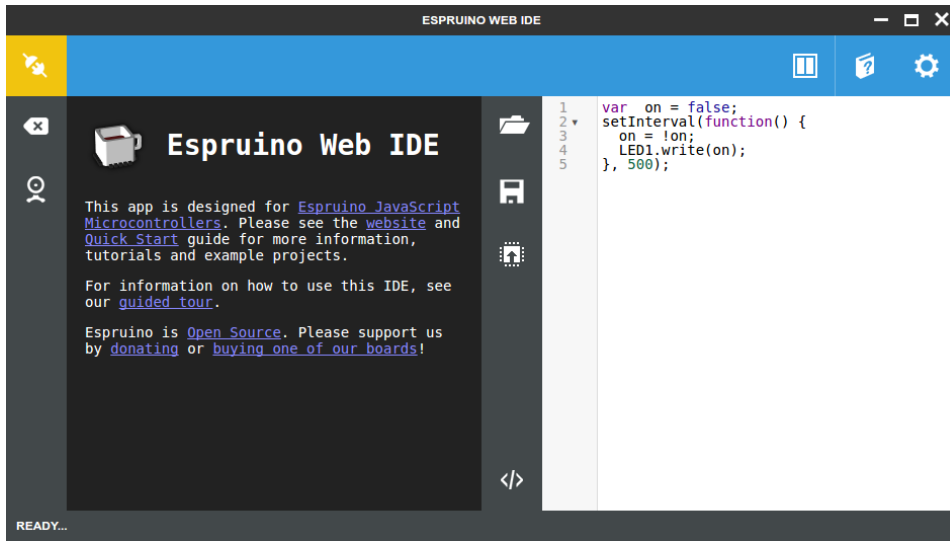 ESPRUINO WEB IDE
Espruino Web IDE
This app is designed for Espruino JavaScript
Microcontrollers. Please see the website and
Quick Start guide for more information,
tutorials and example projects.
For information on how to use this IDE, see
our guided tour.
Espruino is Open Source. Please support us
by donating or buying one of our boards!
1 var  on = false;
2 setInterval(function() {
3   on = !on;
4   LED1.write(on);
5 }, 500);
READY...